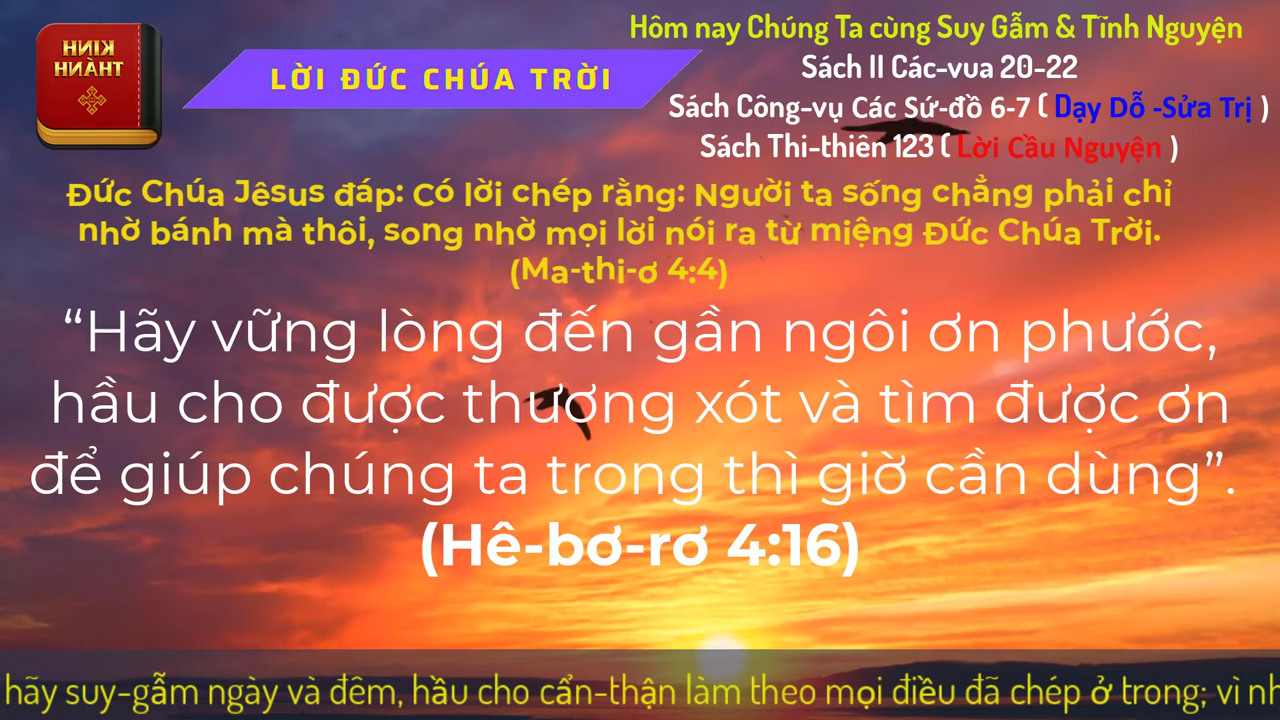 KINH
THÀNH
LỜI ĐỨC CHÚA TRỜI
Hôm nay Chúng Ta cùng Suy Gẫm & Tĩnh Nguyện
Sách II Các-vua 20-22
Sách Công-vụ Các Sứ-đồ 6-7 ( Dạy Dỗ -Sửa Trị )
Sách Thi-thiên 123 ( Lời Cầu Nguyện )
Đức Chúa Jêsus đáp: Có lời chép rằng: Người ta sống chẳng phải chỉ
nhờ bánh mà thôi, song nhờ mọi lời nói ra từ miệng Đức Chúa Trời.
(Ma-thi-ơ 4:4)
“Hãy vững lòng đến gần ngôi ơn phước,
hầu cho được thương xót và tìm được ơn
để giúp chúng ta trong thì giờ cần dùng”.
(Hê-bơ-rơ 4:16)
hãy suy-gẫm ngày và đêm, hầu cho cẩn-thận làm theo mọi điều đã chép ở trong; vì nh